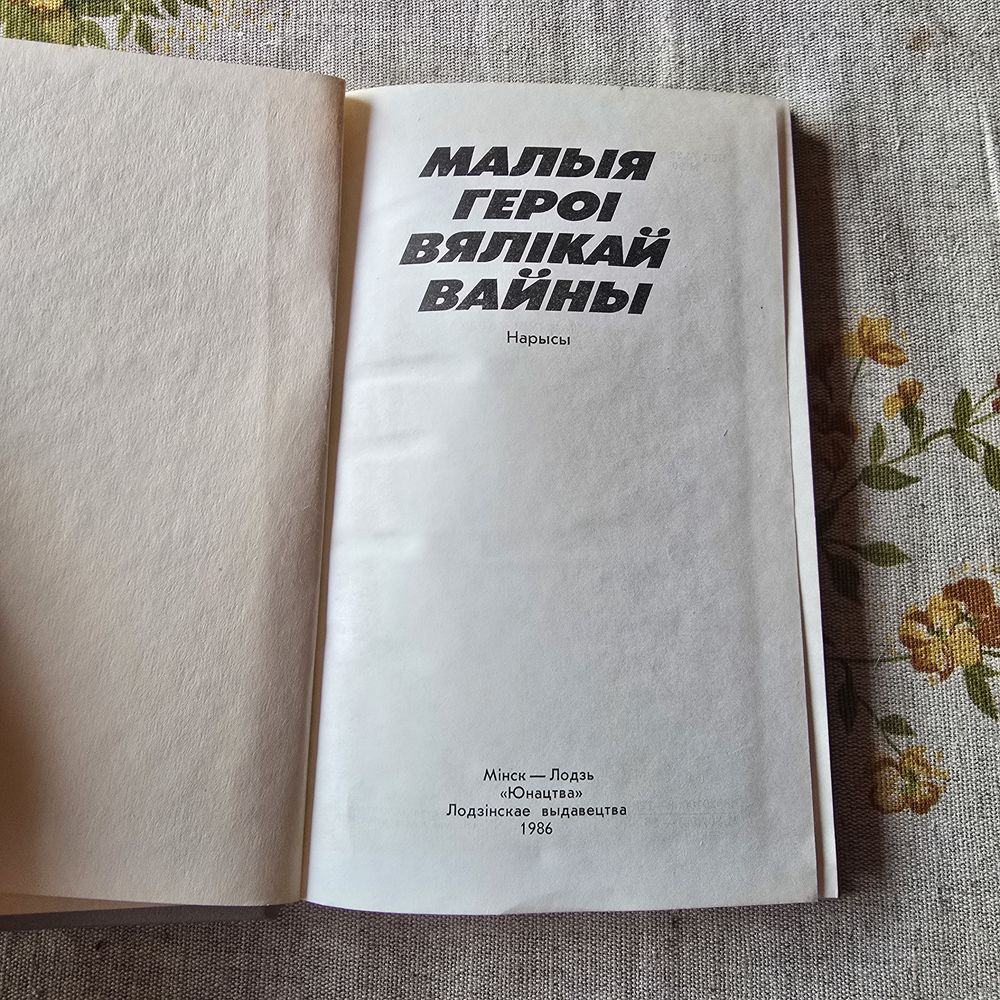 МАЛЫЯ
ГЕРОІ
ВЯЛІКАЙ
ВАЙНЫ
Нарысы
Мінск — Лодзь
«Юнацтва»
Лодзінскае выдавецтва
1986